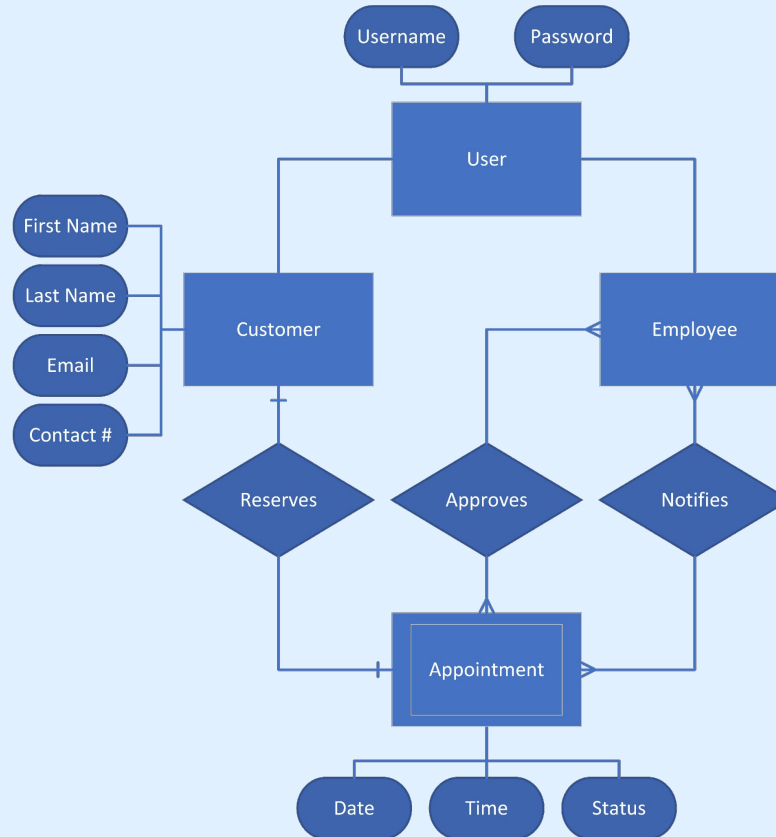 Username
Password
User
First Name
Last Name
Email
Contact #
Customer
Employee
Reserves
Approves
Notifies
Appointment
Date
Time
Status